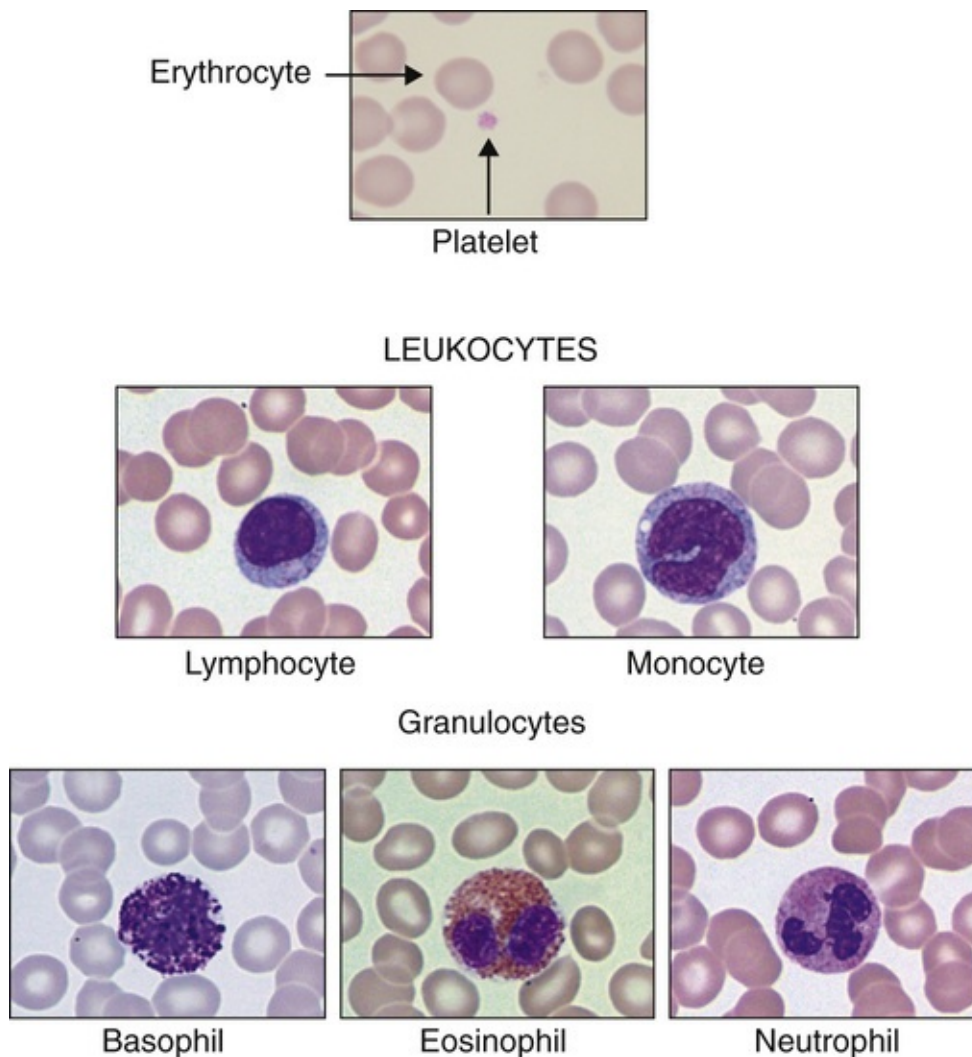 Erythrocyte
Platelet
LEUKOCYTES
Lymphocyte
Monocyte
Granulocytes
Basophil
Eosinophil
Neutrophil